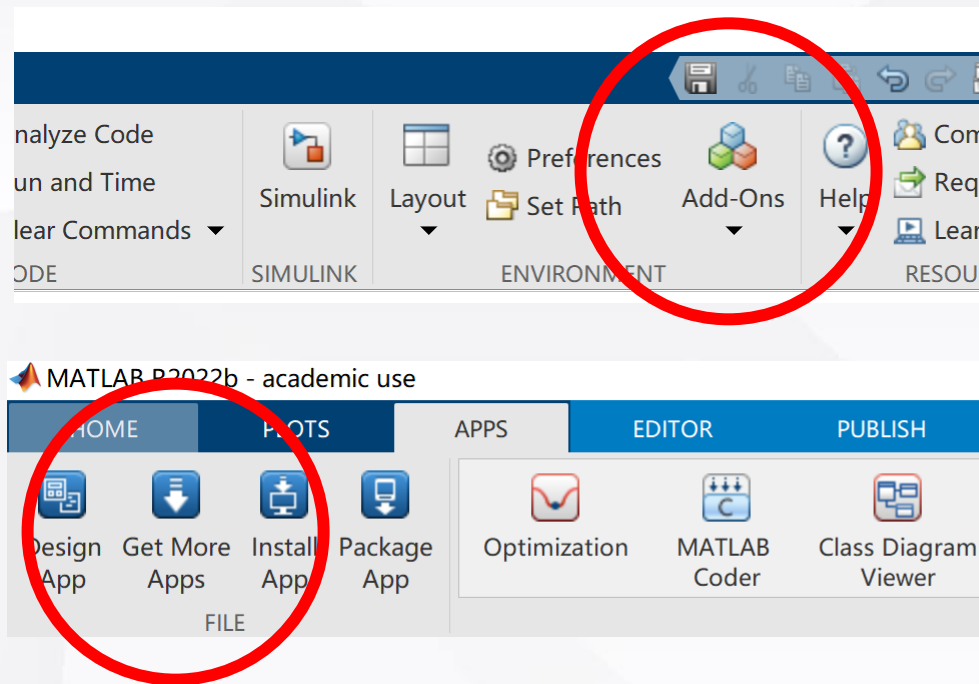 nalyze Code
un and Time
lear Commands
ODE
Simulink
SIMULINK
Layout
Preferences
Set Path
Add-Ons
ENVIRONMENT
?
Help
Com
Req
Lear
RESOU
MATLAB R2022b - academic use
HOME PLOTS APPS EDITOR PUBLISH
Design
App
Get More
Apps
Install
App
Package
App
FILE
Optimization
C
MATLAB
Coder
Class Diagram
Viewer